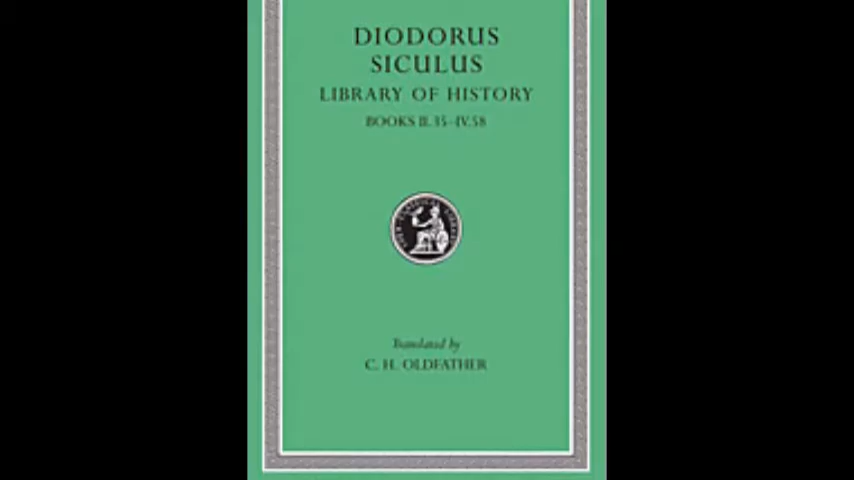 DIODORUS
SICULUS
LIBRARY OF HISTORY
BOOKS II.35–IV.58
Translated by
C. H. OLDFATHER